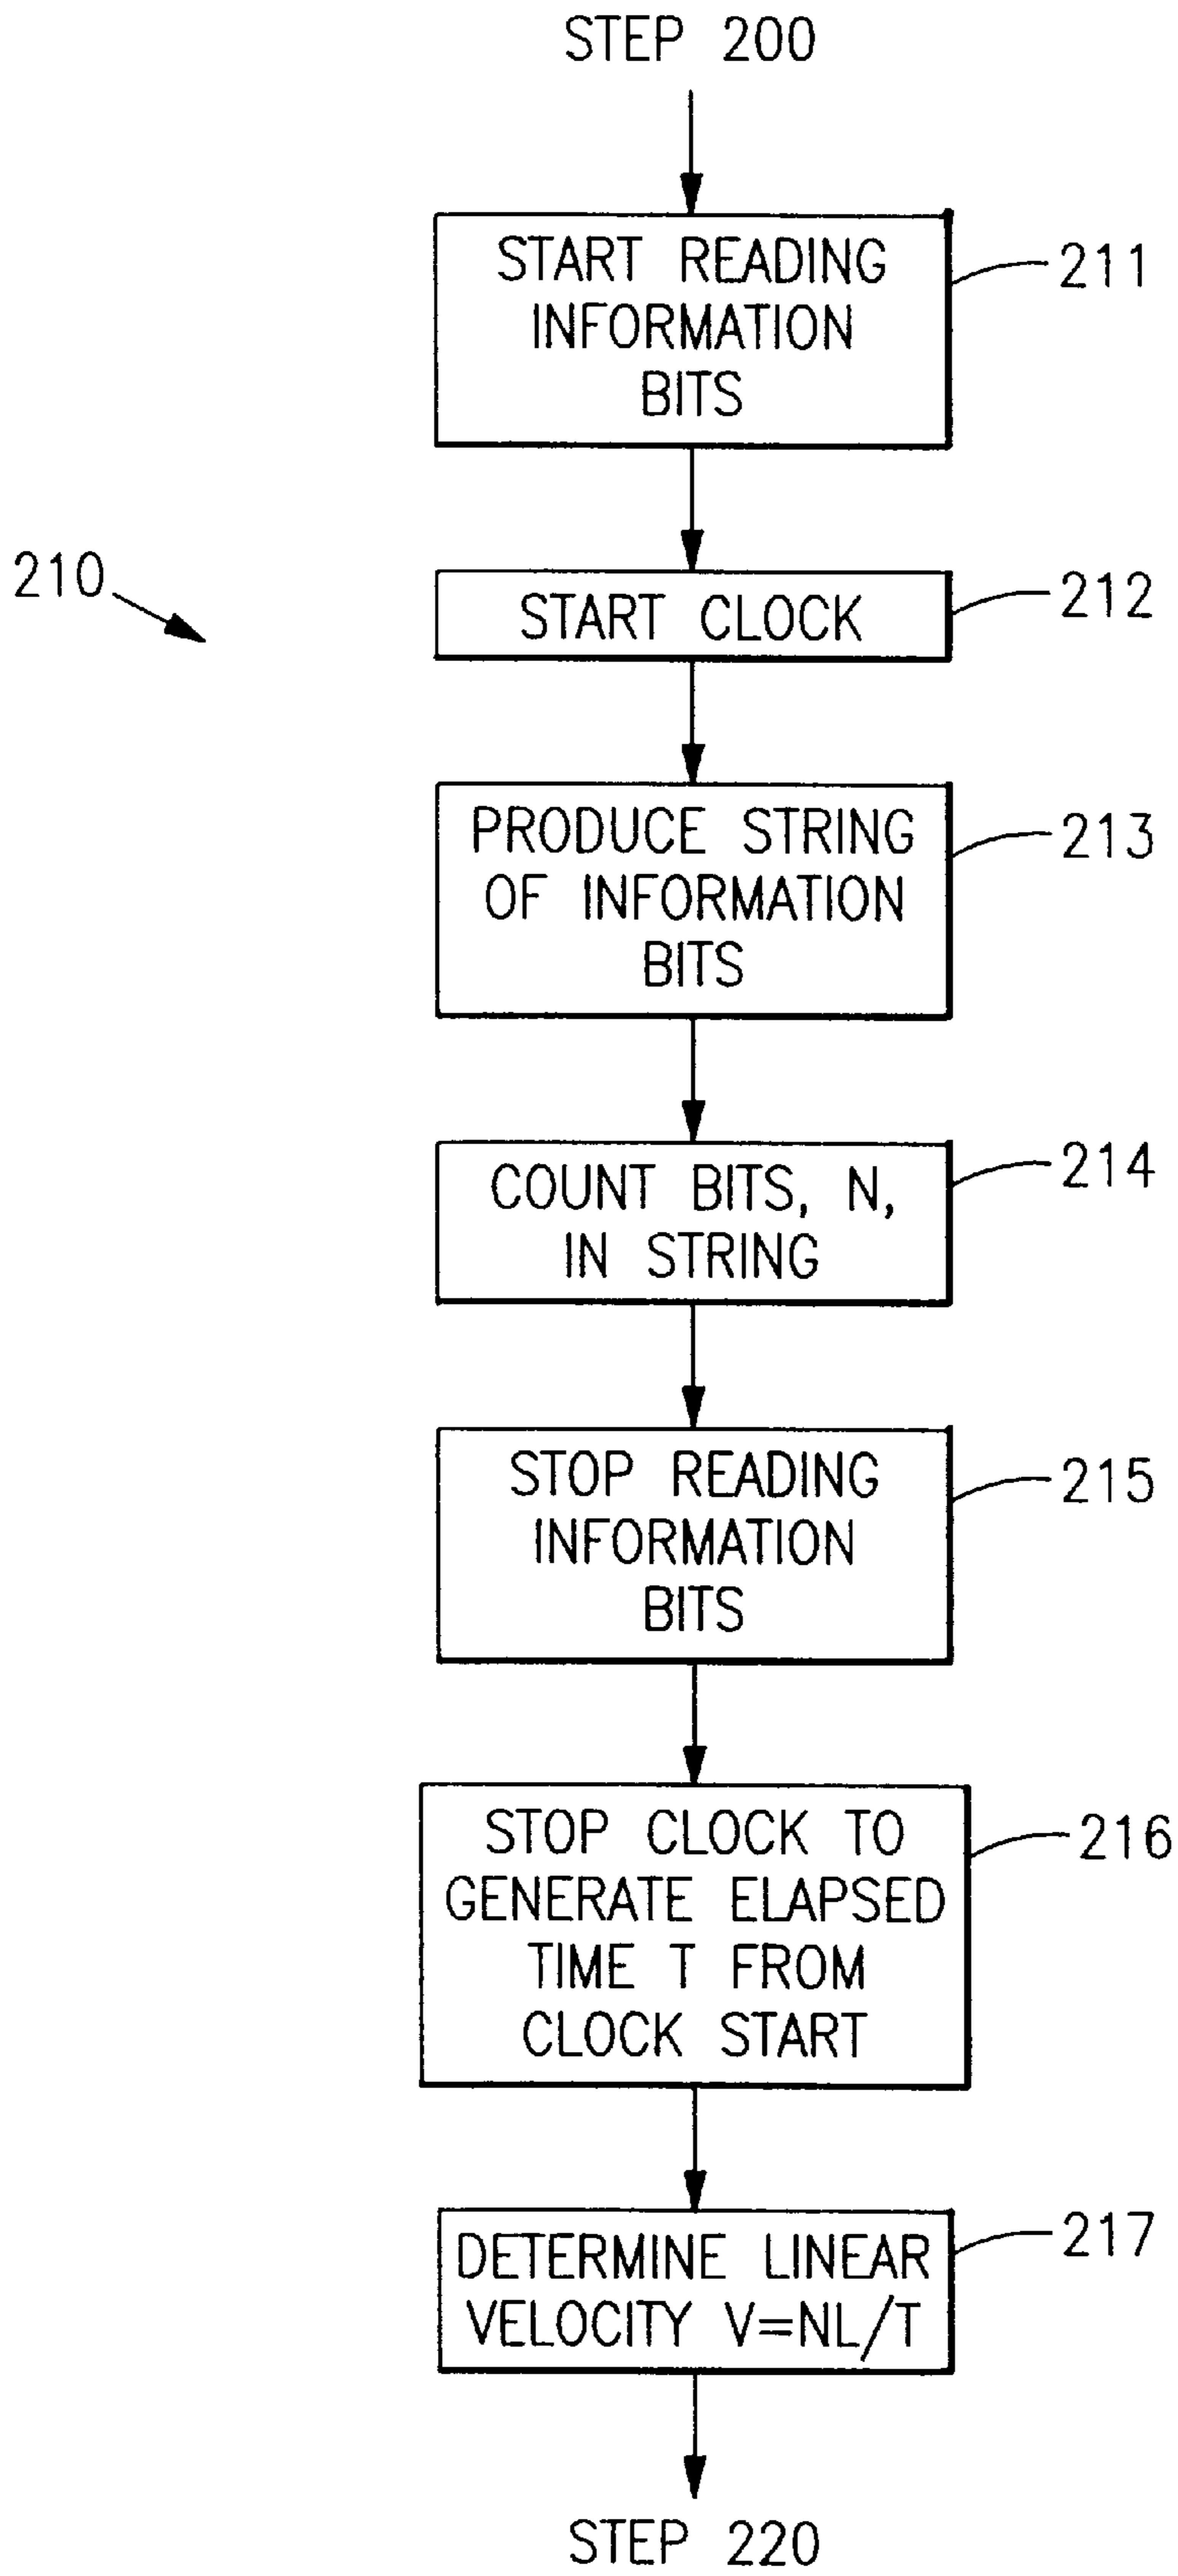 STEP 200
START READING
INFORMATION
BITS
211
210
START CLOCK
212
PRODUCE STRING
OF INFORMATION
BITS
213
COUNT BITS, N,
IN STRING
214
STOP READING
INFORMATION
BITS
215
STOP CLOCK TO
GENERATE ELAPSED
TIME T FROM
CLOCK START
216
DETERMINE LINEAR
VELOCITY V=NL/T
217
STEP 220